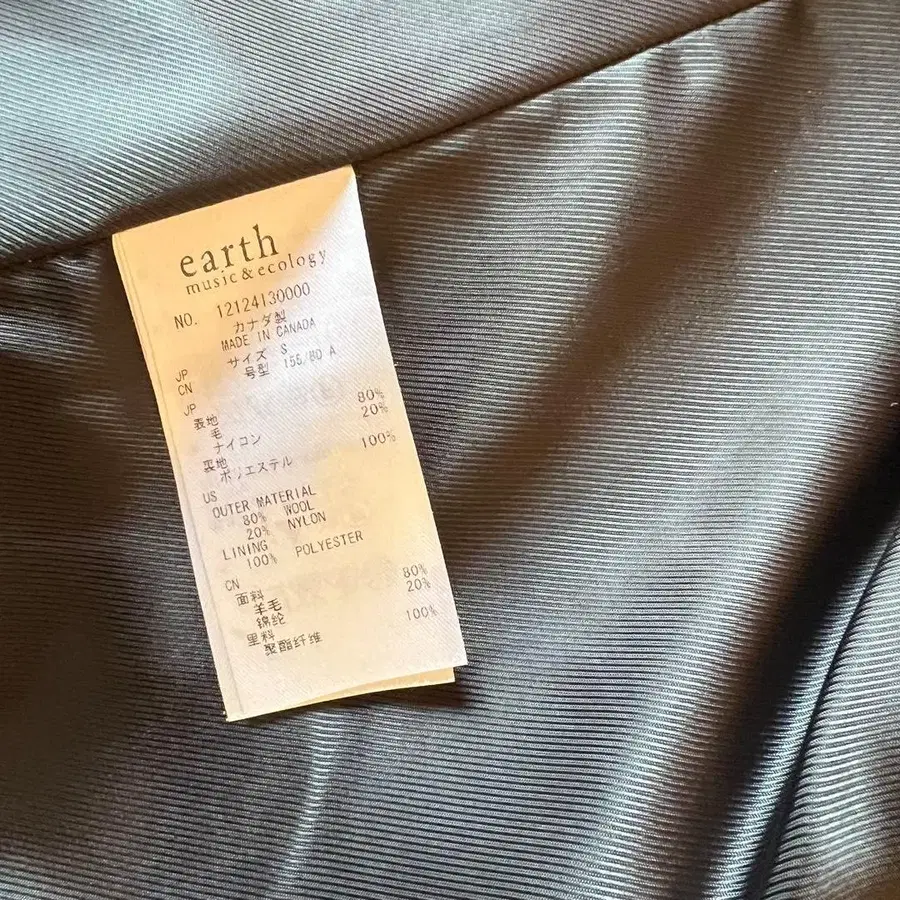 earth
music&ecology
NO. 12124130000
カナダ製
MADE IN CANADA
JP サイズ S
CN 号型 155/80 A
JP
表地
毛 80%
ナイロン 20%
裏地
ポリエステル 100%
US
OUTER MATERIAL
80% WOOL
20% NYLON
LINING
100% POLYESTER
CN
面料
羊毛 80%
锦纶 20%
里料
聚酯纤维 100%